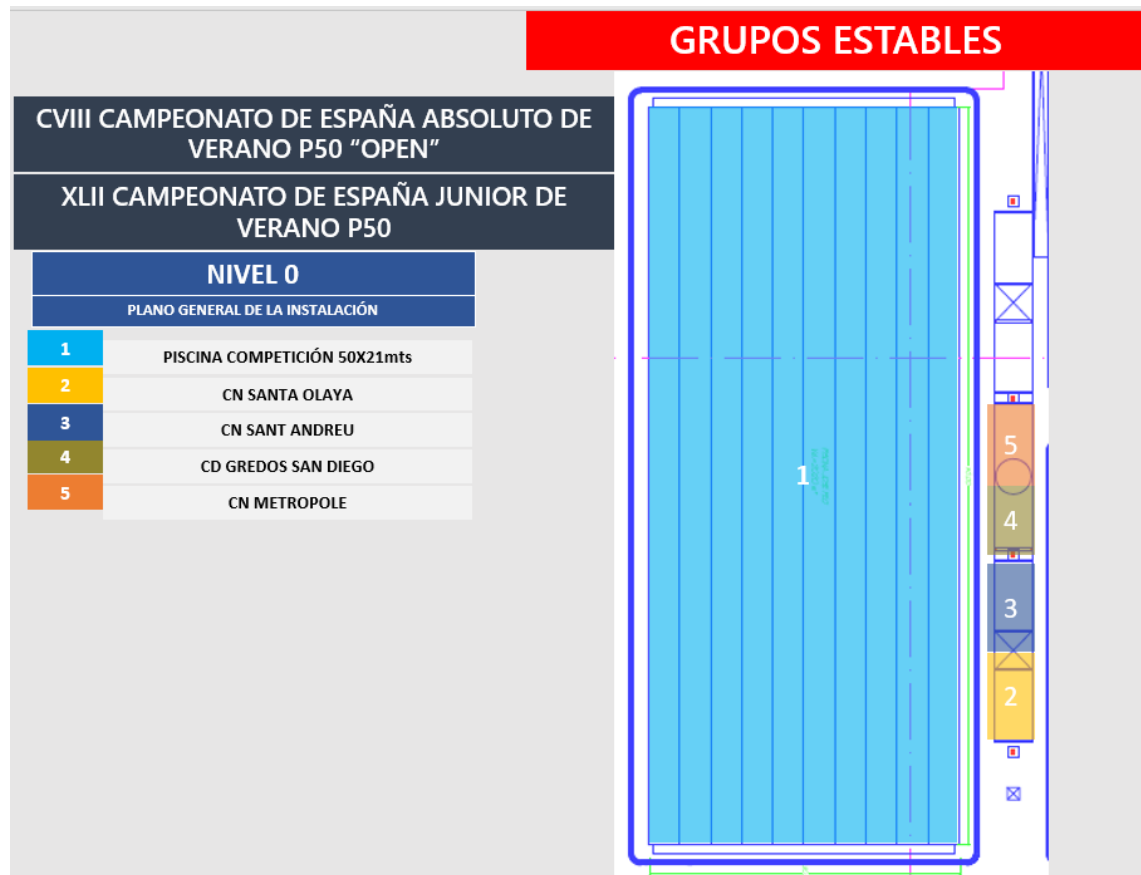 GRUPOS ESTABLES
CVIII CAMPEONATO DE ESPAÑA ABSOLUTO DE
VERANO P50 “OPEN”
XLII CAMPEONATO DE ESPAÑA JUNIOR DE
VERANO P50
NIVEL 0
PLANO GENERAL DE LA INSTALACIÓN
1 PISCINA COMPETICIÓN 50X21mts
2 CN SANTA OLAYA
3 CN SANT ANDREU
4 CD GREDOS SAN DIEGO
5 CN METROPOLE
1
5
4
3
2